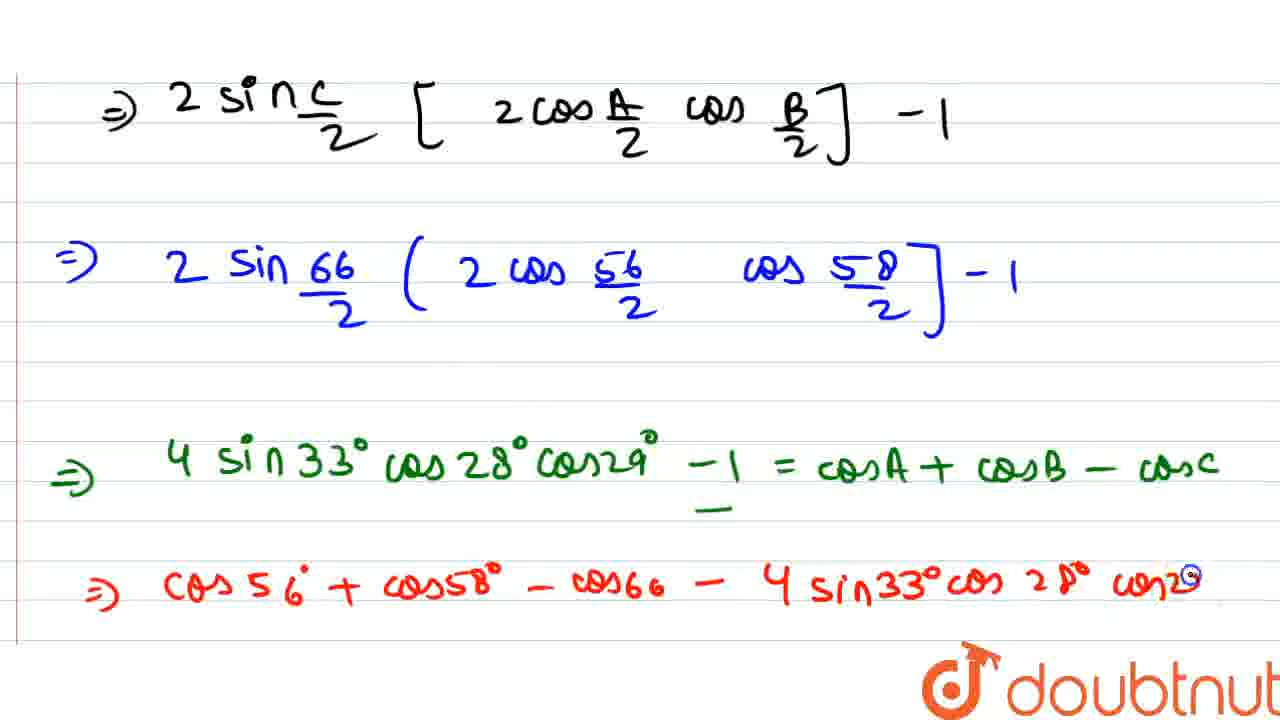 ⇒ 2 sin C/2 [ 2 cos A/2 cos B/2 ] - 1
⇒ 2 sin 66/2 ( 2 cos 56/2 cos 58/2 ] - 1
⇒ 4 sin 33° cos 28° cos 29° - 1 = cos A + cos B - cos C
⇒ cos 56° + cos 58° - cos 66 - 4 sin 33° cos 28° cos 29
doubtnut